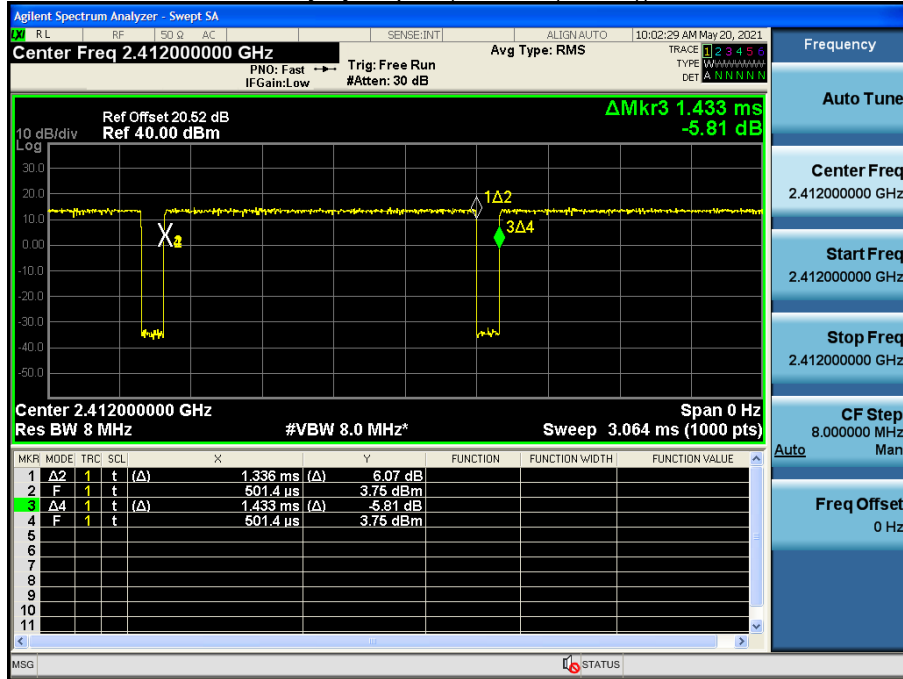 Agilent Spectrum Analyzer - Swept SA
LXI RL RF 50 Ω AC SENSE:INT ALIGN AUTO 10:02:29 AM May 20, 2021
Center Freq 2.412000000 GHz
PNO: Fast
IFGain:Low
Trig: Free Run
#Atten: 30 dB
Avg Type: RMS
TRACE 1 2 3 4 5 6
TYPE W
DET A N N N N N
Frequency
Auto Tune
Center Freq
2.412000000 GHz
Start Freq
2.412000000 GHz
Stop Freq
2.412000000 GHz
CF Step
8.000000 MHz
Auto Man
Freq Offset
0 Hz
ΔMkr3 1.433 ms
-5.81 dB
Ref Offset 20.52 dB
10 dB/div Ref 40.00 dBm
Log
30.0
20.0
10.0
0.00
-10.0
-20.0
-30.0
-40.0
-50.0
1Δ2
3Δ4
Center 2.412000000 GHz Span 0 Hz
Res BW 8 MHz #VBW 8.0 MHz* Sweep 3.064 ms (1000 pts)
MKR MODE TRC SCL X Y FUNCTION FUNCTION WIDTH FUNCTION VALUE
1 Δ2 1 t (Δ) 1.336 ms (Δ) 6.07 dB
2 F 1 t 501.4 µs 3.75 dBm
3 Δ4 1 t (Δ) 1.433 ms (Δ) -5.81 dB
4 F 1 t 501.4 µs 3.75 dBm
5
6
7
8
9
10
11
MSG STATUS